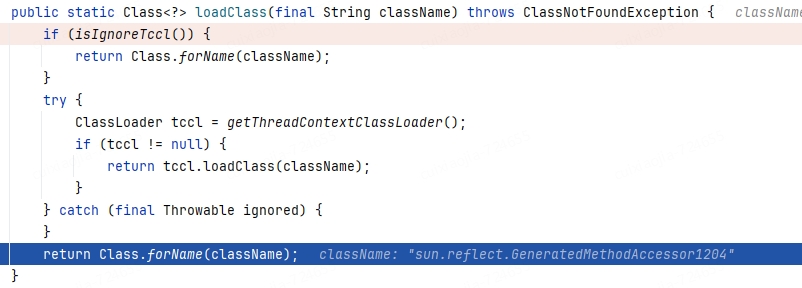 public static Class<?> loadClass(final String className) throws ClassNotFoundException {   className
    if (isIgnoreTccl()) {
        return Class.forName(className);
    }
    try {
        ClassLoader tccl = getThreadContextClassLoader();
        if (tccl != null) {
            return tccl.loadClass(className);
        }
    } catch (final Throwable ignored) {
    }
    return Class.forName(className);   className: "sun.reflect.GeneratedMethodAccessor1204"
}